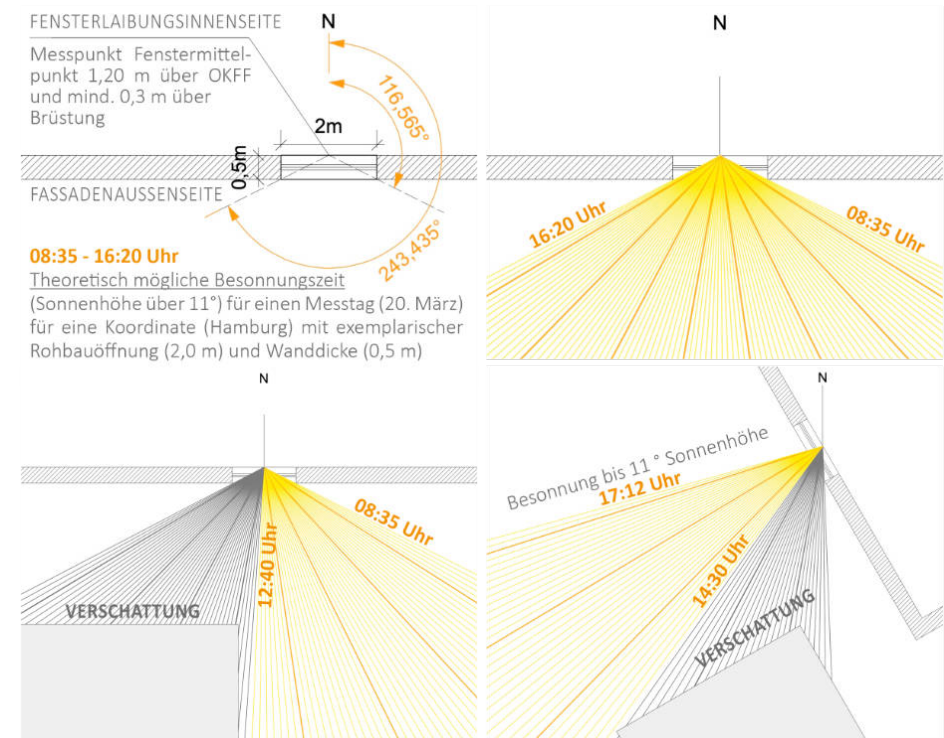 FENSTERLAIBUNGSINNENSEITE
N
Messpunkt Fenstermittel-
punkt 1,20 m über OKFF
und mind. 0,3 m über
Brüstung
116,565°
2m
0,5m
FASSADENAUSSENSEITE
243,435°
08:35 - 16:20 Uhr
Theoretisch mögliche Besonnungszeit
(Sonnenhöhe über 11°) für einen Messtag (20. März)
für eine Koordinate (Hamburg) mit exemplarischer
Rohbauöffnung (2,0 m) und Wanddicke (0,5 m)
N
16:20 Uhr
08:35 Uhr
N
08:35 Uhr
12:40 Uhr
VERSCHATTUNG
N
Besonnung bis 11 ° Sonnenhöhe
17:12 Uhr
14:30 Uhr
VERSCHATTUNG